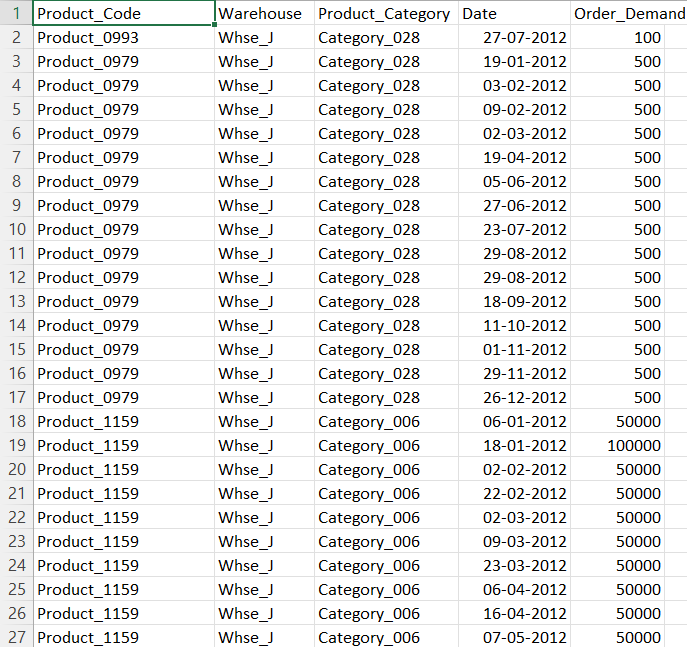 1 Product_Code Warehouse Product_Category Date Order_Demand
2 Product_0993 Whse_J Category_028 27-07-2012 100
3 Product_0979 Whse_J Category_028 19-01-2012 500
4 Product_0979 Whse_J Category_028 03-02-2012 500
5 Product_0979 Whse_J Category_028 09-02-2012 500
6 Product_0979 Whse_J Category_028 02-03-2012 500
7 Product_0979 Whse_J Category_028 19-04-2012 500
8 Product_0979 Whse_J Category_028 05-06-2012 500
9 Product_0979 Whse_J Category_028 27-06-2012 500
10 Product_0979 Whse_J Category_028 23-07-2012 500
11 Product_0979 Whse_J Category_028 29-08-2012 500
12 Product_0979 Whse_J Category_028 29-08-2012 500
13 Product_0979 Whse_J Category_028 18-09-2012 500
14 Product_0979 Whse_J Category_028 11-10-2012 500
15 Product_0979 Whse_J Category_028 01-11-2012 500
16 Product_0979 Whse_J Category_028 29-11-2012 500
17 Product_0979 Whse_J Category_028 26-12-2012 500
18 Product_1159 Whse_J Category_006 06-01-2012 50000
19 Product_1159 Whse_J Category_006 18-01-2012 100000
20 Product_1159 Whse_J Category_006 02-02-2012 50000
21 Product_1159 Whse_J Category_006 22-02-2012 50000
22 Product_1159 Whse_J Category_006 02-03-2012 50000
23 Product_1159 Whse_J Category_006 09-03-2012 50000
24 Product_1159 Whse_J Category_006 23-03-2012 50000
25 Product_1159 Whse_J Category_006 06-04-2012 50000
26 Product_1159 Whse_J Category_006 16-04-2012 50000
27 Product_1159 Whse_J Category_006 07-05-2012 50000